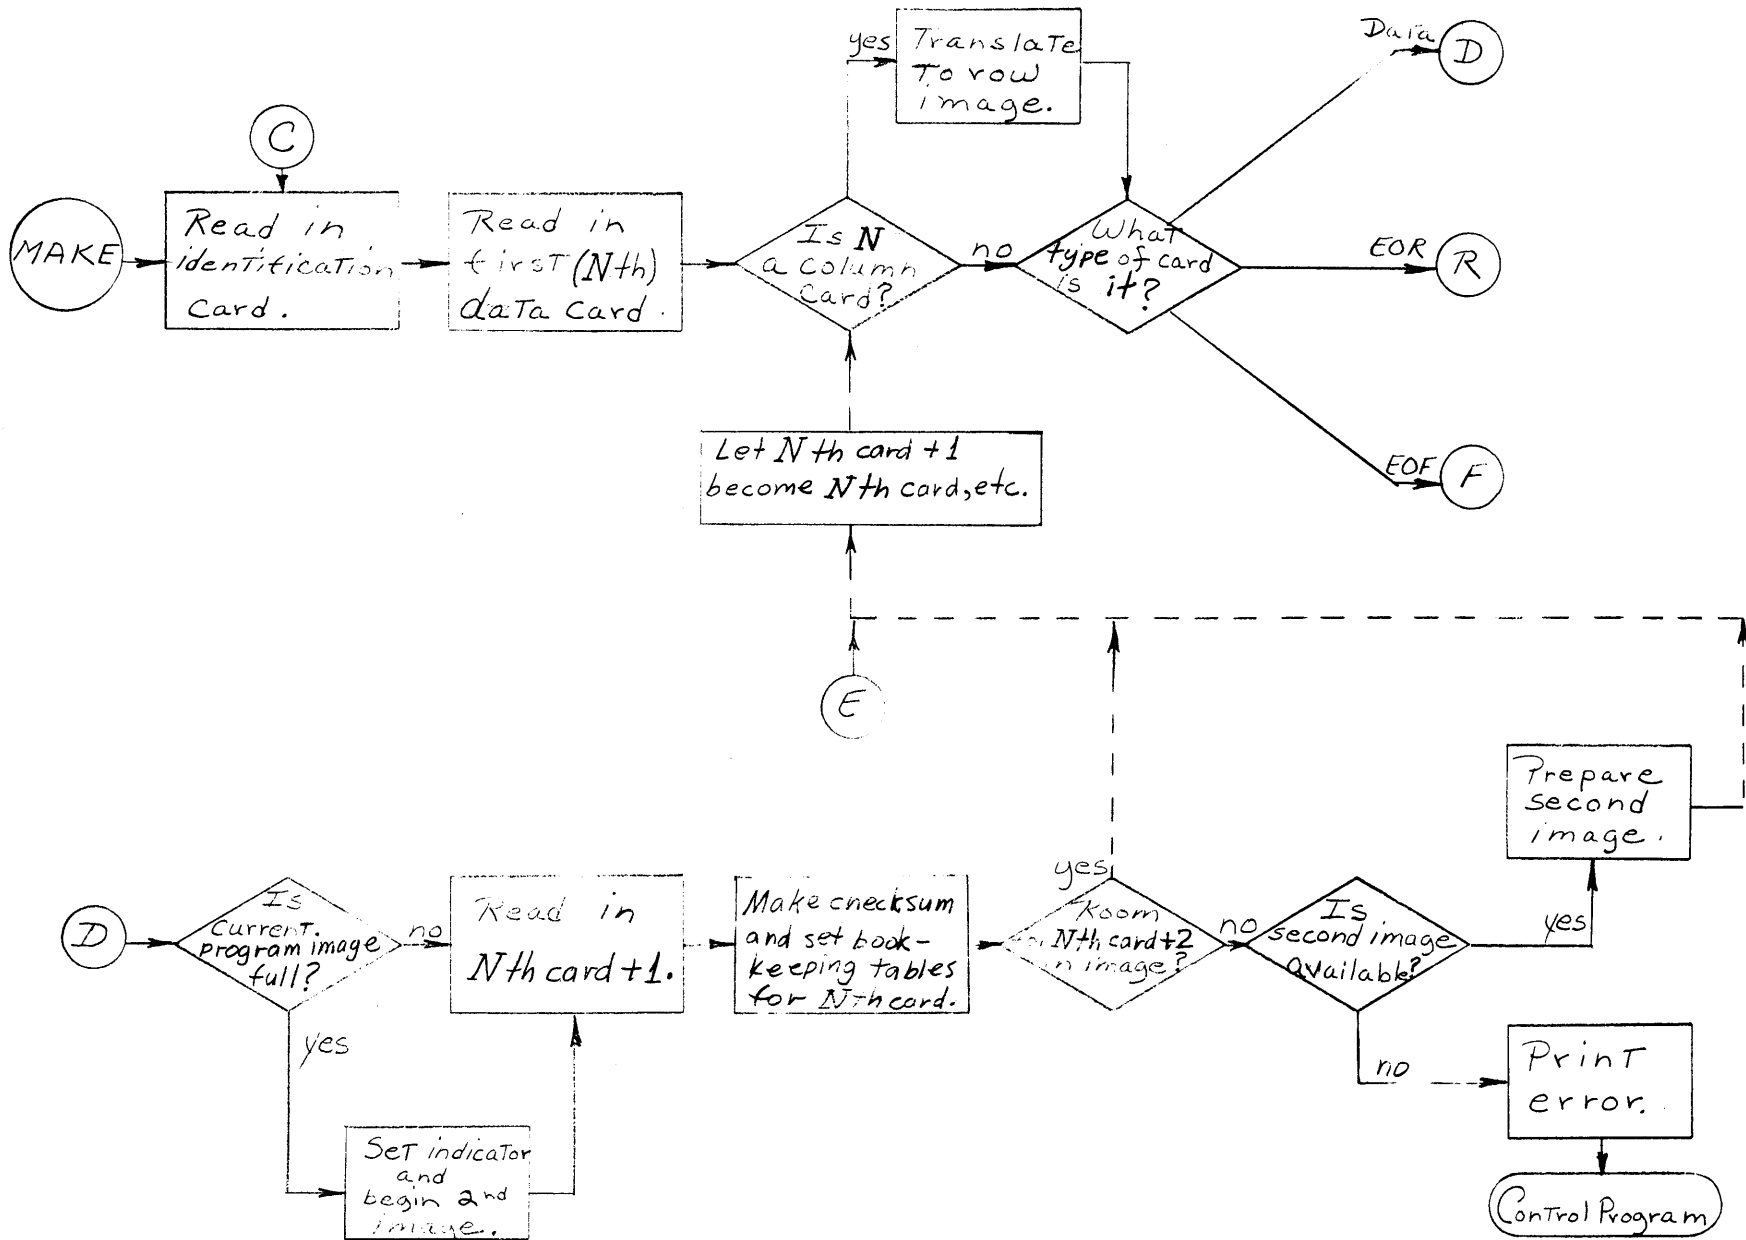 C
MAKE
Read in
identification
card.
Read in
first (Nth)
data card.
Is N
a column
card?
yes
Translate
to row
image.
no
What
type of card
is it?
Data
D
EOR
R
EOF
F
Let Nth card +1
become Nth card, etc.
E
D
Is
current
program image
full?
no
yes
Set indicator
and
begin 2nd
image.
Read in
Nth card +1.
Make checksum
and set book-
keeping tables
for Nth card.
yes
Room
for Nth card+2
in image?
no
Is
second image
available?
yes
Prepare
second
image.
no
Print
error.
Control Program